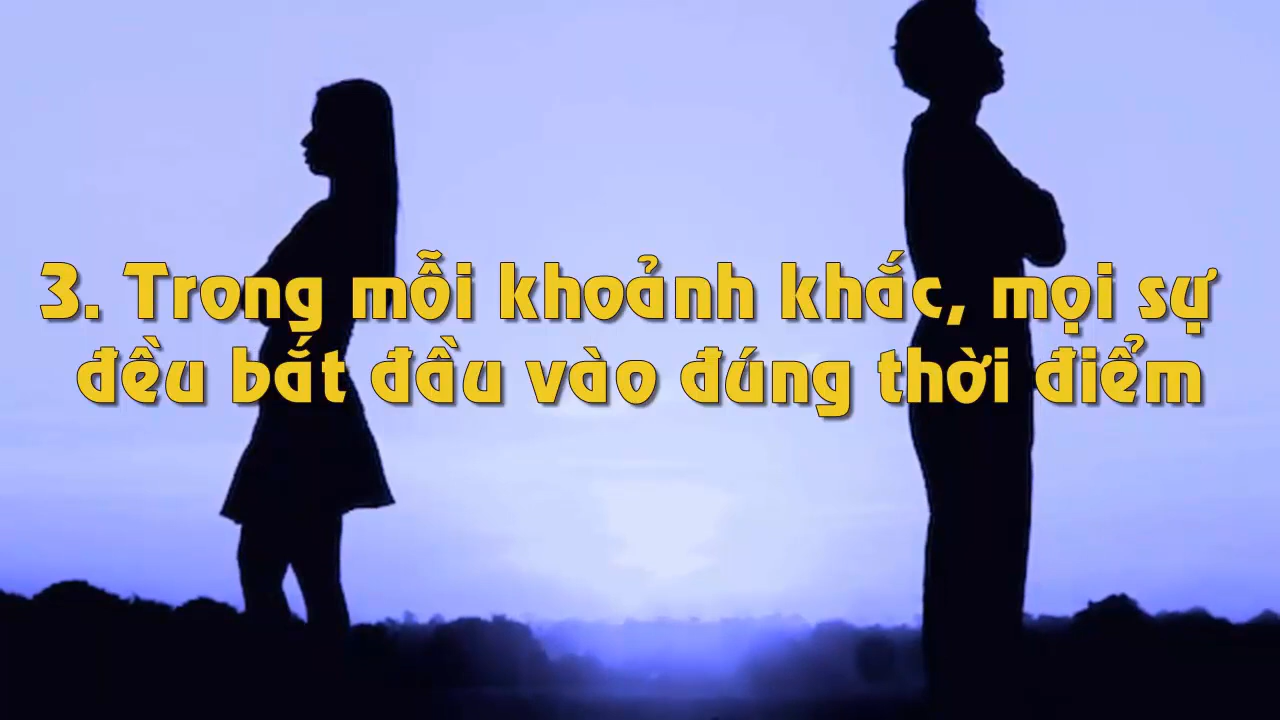 3. Trong mỗi khoảnh khắc, mọi sự
đều bắt đầu vào đúng thời điểm